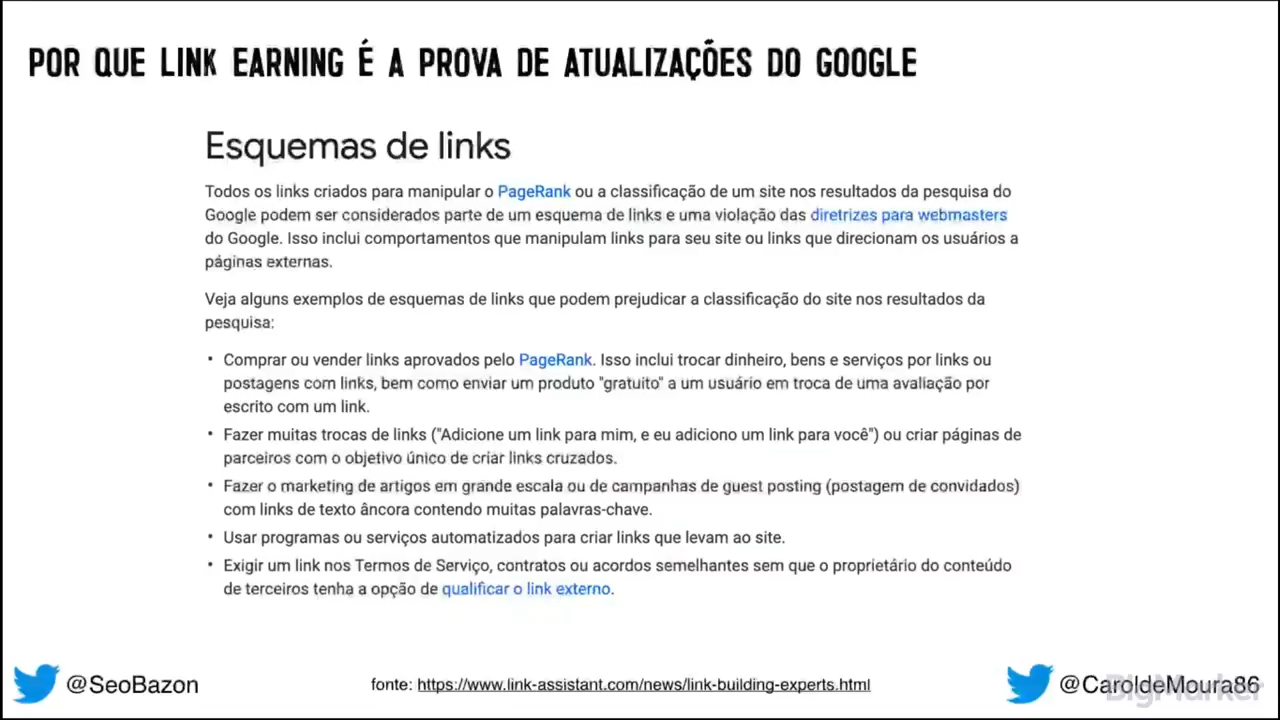 POR QUE LINK EARNING É A PROVA DE ATUALIZAÇÕES DO GOOGLE
Esquemas de links
Todos os links criados para manipular o PageRank ou a classificação de um site nos resultados da pesquisa do
Google podem ser considerados parte de um esquema de links e uma violação das diretrizes para webmasters
do Google. Isso inclui comportamentos que manipulam links para seu site ou links que direcionam os usuários a
páginas externas.
Veja alguns exemplos de esquemas de links que podem prejudicar a classificação do site nos resultados da
pesquisa:
• Comprar ou vender links aprovados pelo PageRank. Isso inclui trocar dinheiro, bens e serviços por links ou
postagens com links, bem como enviar um produto "gratuito" a um usuário em troca de uma avaliação por
escrito com um link.
• Fazer muitas trocas de links ("Adicione um link para mim, e eu adiciono um link para você") ou criar páginas de
parceiros com o objetivo único de criar links cruzados.
• Fazer o marketing de artigos em grande escala ou de campanhas de guest posting (postagem de convidados)
com links de texto âncora contendo muitas palavras-chave.
• Usar programas ou serviços automatizados para criar links que levam ao site.
• Exigir um link nos Termos de Serviço, contratos ou acordos semelhantes sem que o proprietário do conteúdo
de terceiros tenha a opção de qualificar o link externo.
@SeoBazon
fonte: https://www.link-assistant.com/news/link-building-experts.html
@CaroldeMoura86
BigMarker